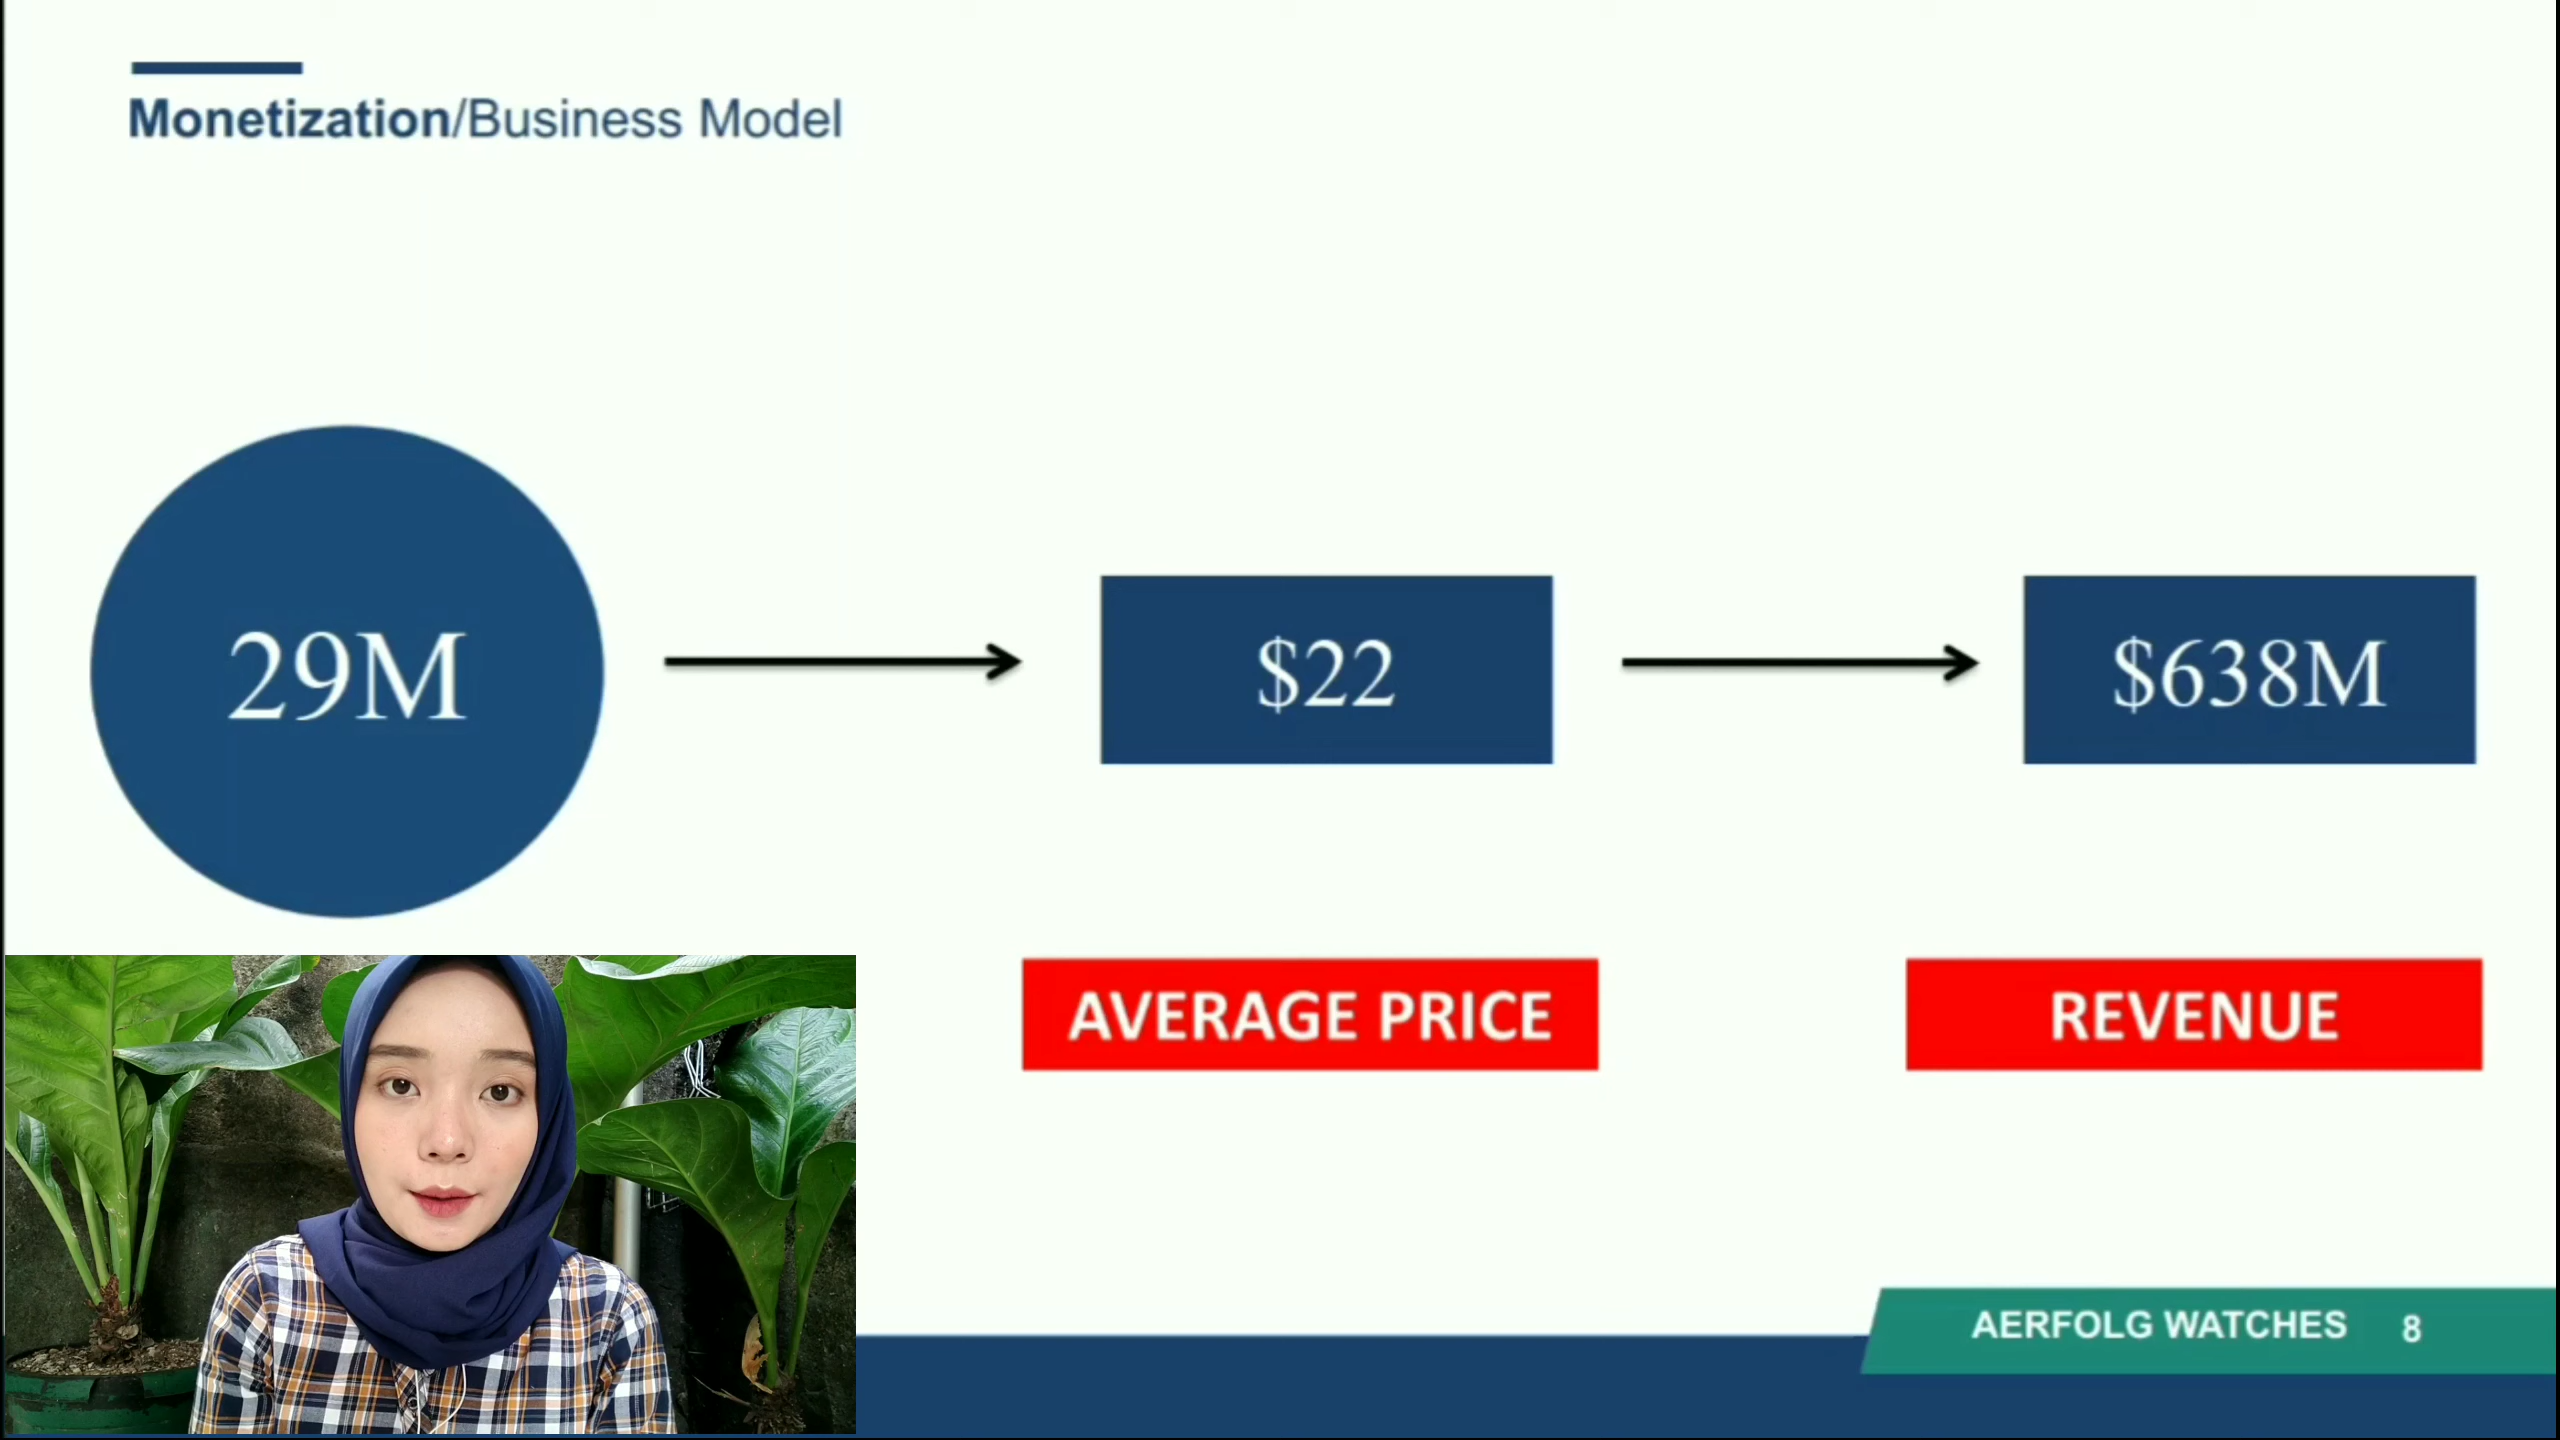 Monetization/Business Model
29M
$22
$638M
AVERAGE PRICE
REVENUE
AERFOLG WATCHES 8